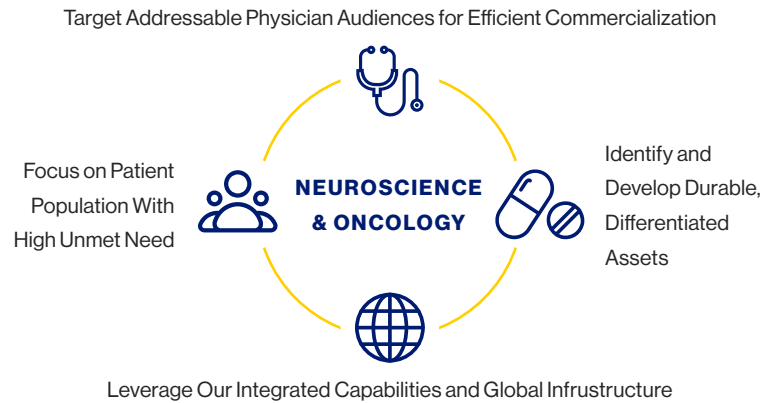 Target Addressable Physician Audiences for Efficient Commercialization
Focus on Patient
Population With
High Unmet Need
NEUROSCIENCE
& ONCOLOGY
Identify and
Develop Durable,
Differentiated
Assets
Leverage Our Integrated Capabilities and Global Infrustructure